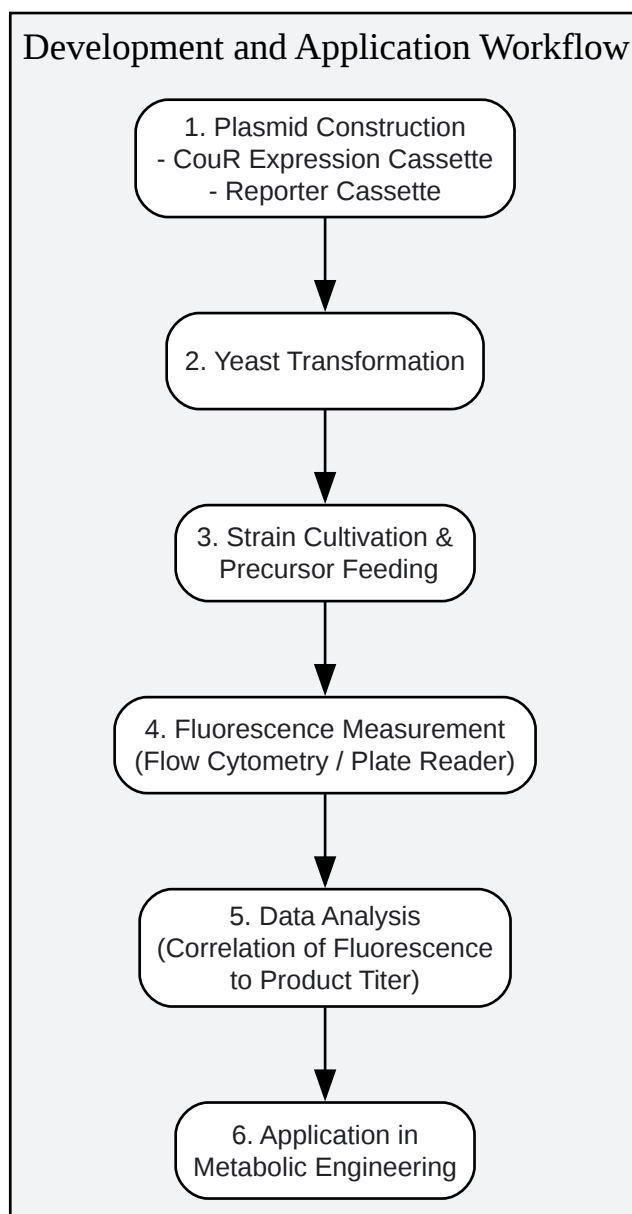 Development and Application Workflow
1. Plasmid Construction
- CouR Expression Cassette
- Reporter Cassette
2. Yeast Transformation
3. Strain Cultivation &
Precursor Feeding
4. Fluorescence Measurement
(Flow Cytometry / Plate Reader)
5. Data Analysis
(Correlation of Fluorescence
to Product Titer)
6. Application in
Metabolic Engineering